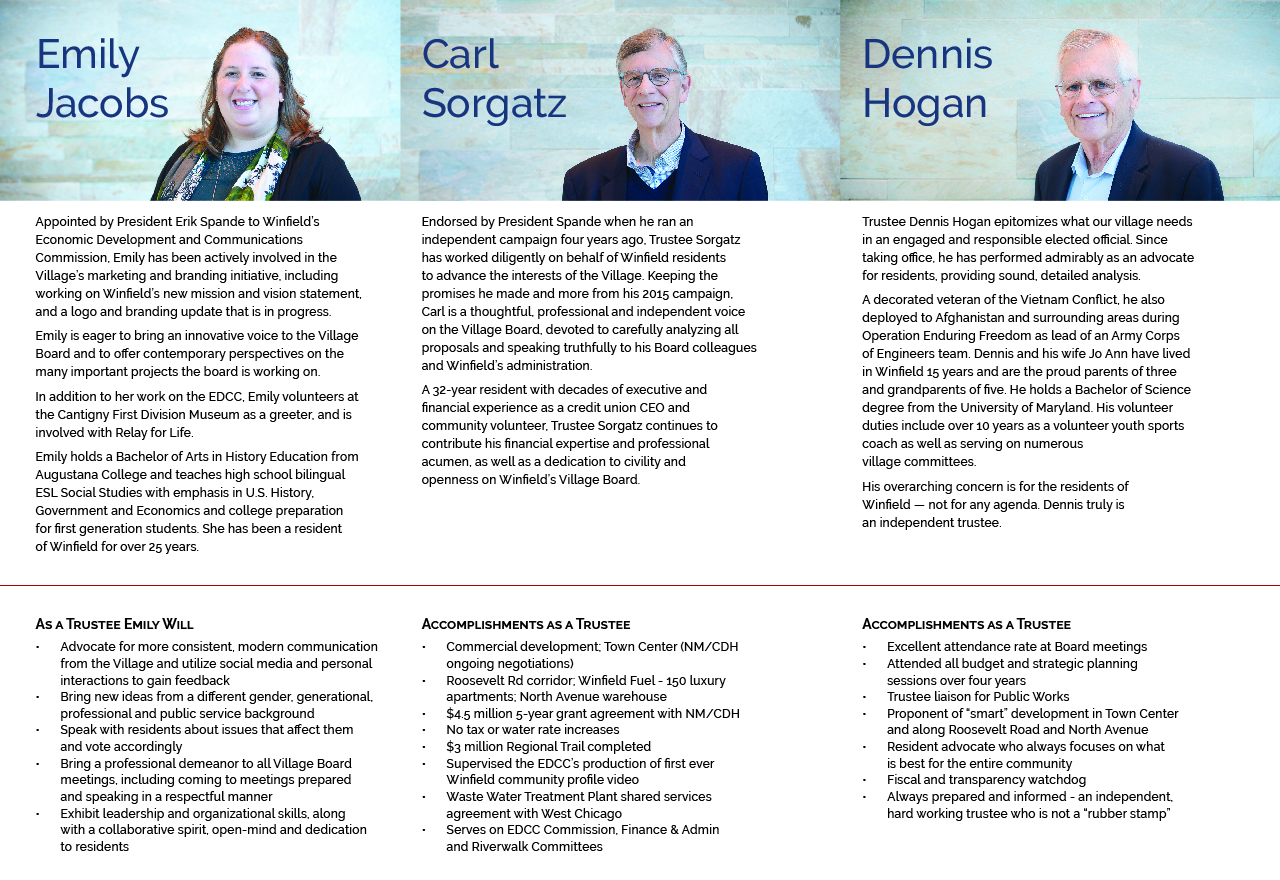 Emily
Jacobs
Appointed by President Erik Spande to Winfield's
Economic Development and Communications
Commission, Emily has been actively involved in the
Village's marketing and branding initiative, including
working on Winfield's new mission and vision statement,
and a logo and branding update that is in progress.
Emily is eager to bring an innovative voice to the Village
Board and to offer contemporary perspectives on the
many important projects the board is working on.
In addition to her work on the EDCC, Emily volunteers at
the Cantigny First Division Museum as a greeter, and is
involved with Relay for Life.
Emily holds a Bachelor of Arts in History Education from
Augustana College and teaches high school bilingual
ESL Social Studies with emphasis in U.S. History,
Government and Economics and college preparation
for first generation students. She has been a resident
of Winfield for over 25 years.
Carl
Sorgatz
Endorsed by President Spande when he ran an
independent campaign four years ago, Trustee Sorgatz
has worked diligently on behalf of Winfield residents
to advance the interests of the Village. Keeping the
promises he made and more from his 2015 campaign,
Carl is a thoughtful, professional and independent voice
on the Village Board, devoted to carefully analyzing all
proposals and speaking truthfully to his Board colleagues
and Winfield's administration.
A 32-year resident with decades of executive and
financial experience as a credit union CEO and
community volunteer, Trustee Sorgatz continues to
contribute his financial expertise and professional
acumen, as well as a dedication to civility and
openness on Winfield's Village Board.
Dennis
Hogan
Trustee Dennis Hogan epitomizes what our village needs
in an engaged and responsible elected official. Since
taking office, he has performed admirably as an advocate
for residents, providing sound, detailed analysis.
A decorated veteran of the Vietnam Conflict, he also
deployed to Afghanistan and surrounding areas during
Operation Enduring Freedom as lead of an Army Corps
of Engineers team. Dennis and his wife Jo Ann have lived
in Winfield 15 years and are the proud parents of three
and grandparents of five. He holds a Bachelor of Science
degree from the University of Maryland. His volunteer
duties include over 10 years as a volunteer youth sports
coach as well as serving on numerous
village committees.
His overarching concern is for the residents of
Winfield — not for any agenda. Dennis truly is
an independent trustee.
As a Trustee Emily Will
• Advocate for more consistent, modern communication
from the Village and utilize social media and personal
interactions to gain feedback
• Bring new ideas from a different gender, generational,
professional and public service background
• Speak with residents about issues that affect them
and vote accordingly
• Bring a professional demeanor to all Village Board
meetings, including coming to meetings prepared
and speaking in a respectful manner
• Exhibit leadership and organizational skills, along
with a collaborative spirit, open-mind and dedication
to residents
Accomplishments as a Trustee
• Commercial development; Town Center (NM/CDH
ongoing negotiations)
• Roosevelt Rd corridor; Winfield Fuel - 150 luxury
apartments; North Avenue warehouse
• $4.5 million 5-year grant agreement with NM/CDH
• No tax or water rate increases
• $3 million Regional Trail completed
• Supervised the EDCC's production of first ever
Winfield community profile video
• Waste Water Treatment Plant shared services
agreement with West Chicago
• Serves on EDCC Commission, Finance & Admin
and Riverwalk Committees
Accomplishments as a Trustee
• Excellent attendance rate at Board meetings
• Attended all budget and strategic planning
sessions over four years
• Trustee liaison for Public Works
• Proponent of "smart" development in Town Center
and along Roosevelt Road and North Avenue
• Resident advocate who always focuses on what
is best for the entire community
• Fiscal and transparency watchdog
• Always prepared and informed - an independent,
hard working trustee who is not a "rubber stamp"